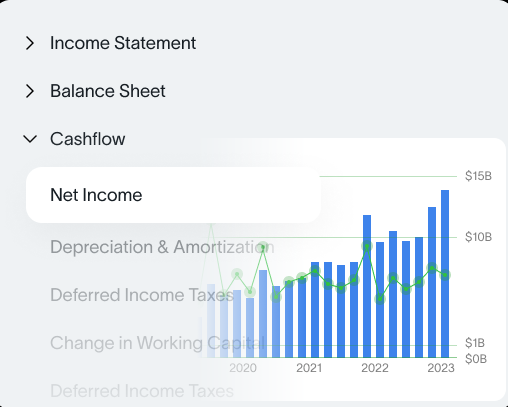 Income Statement
Balance Sheet
Cashflow
Net Income
Depreciation & Amortization
Deferred Income Taxes
Change in Working Capital
Deferred Income Taxes
$15B
$10B
$1B
$0B
2020 2021 2022 2023